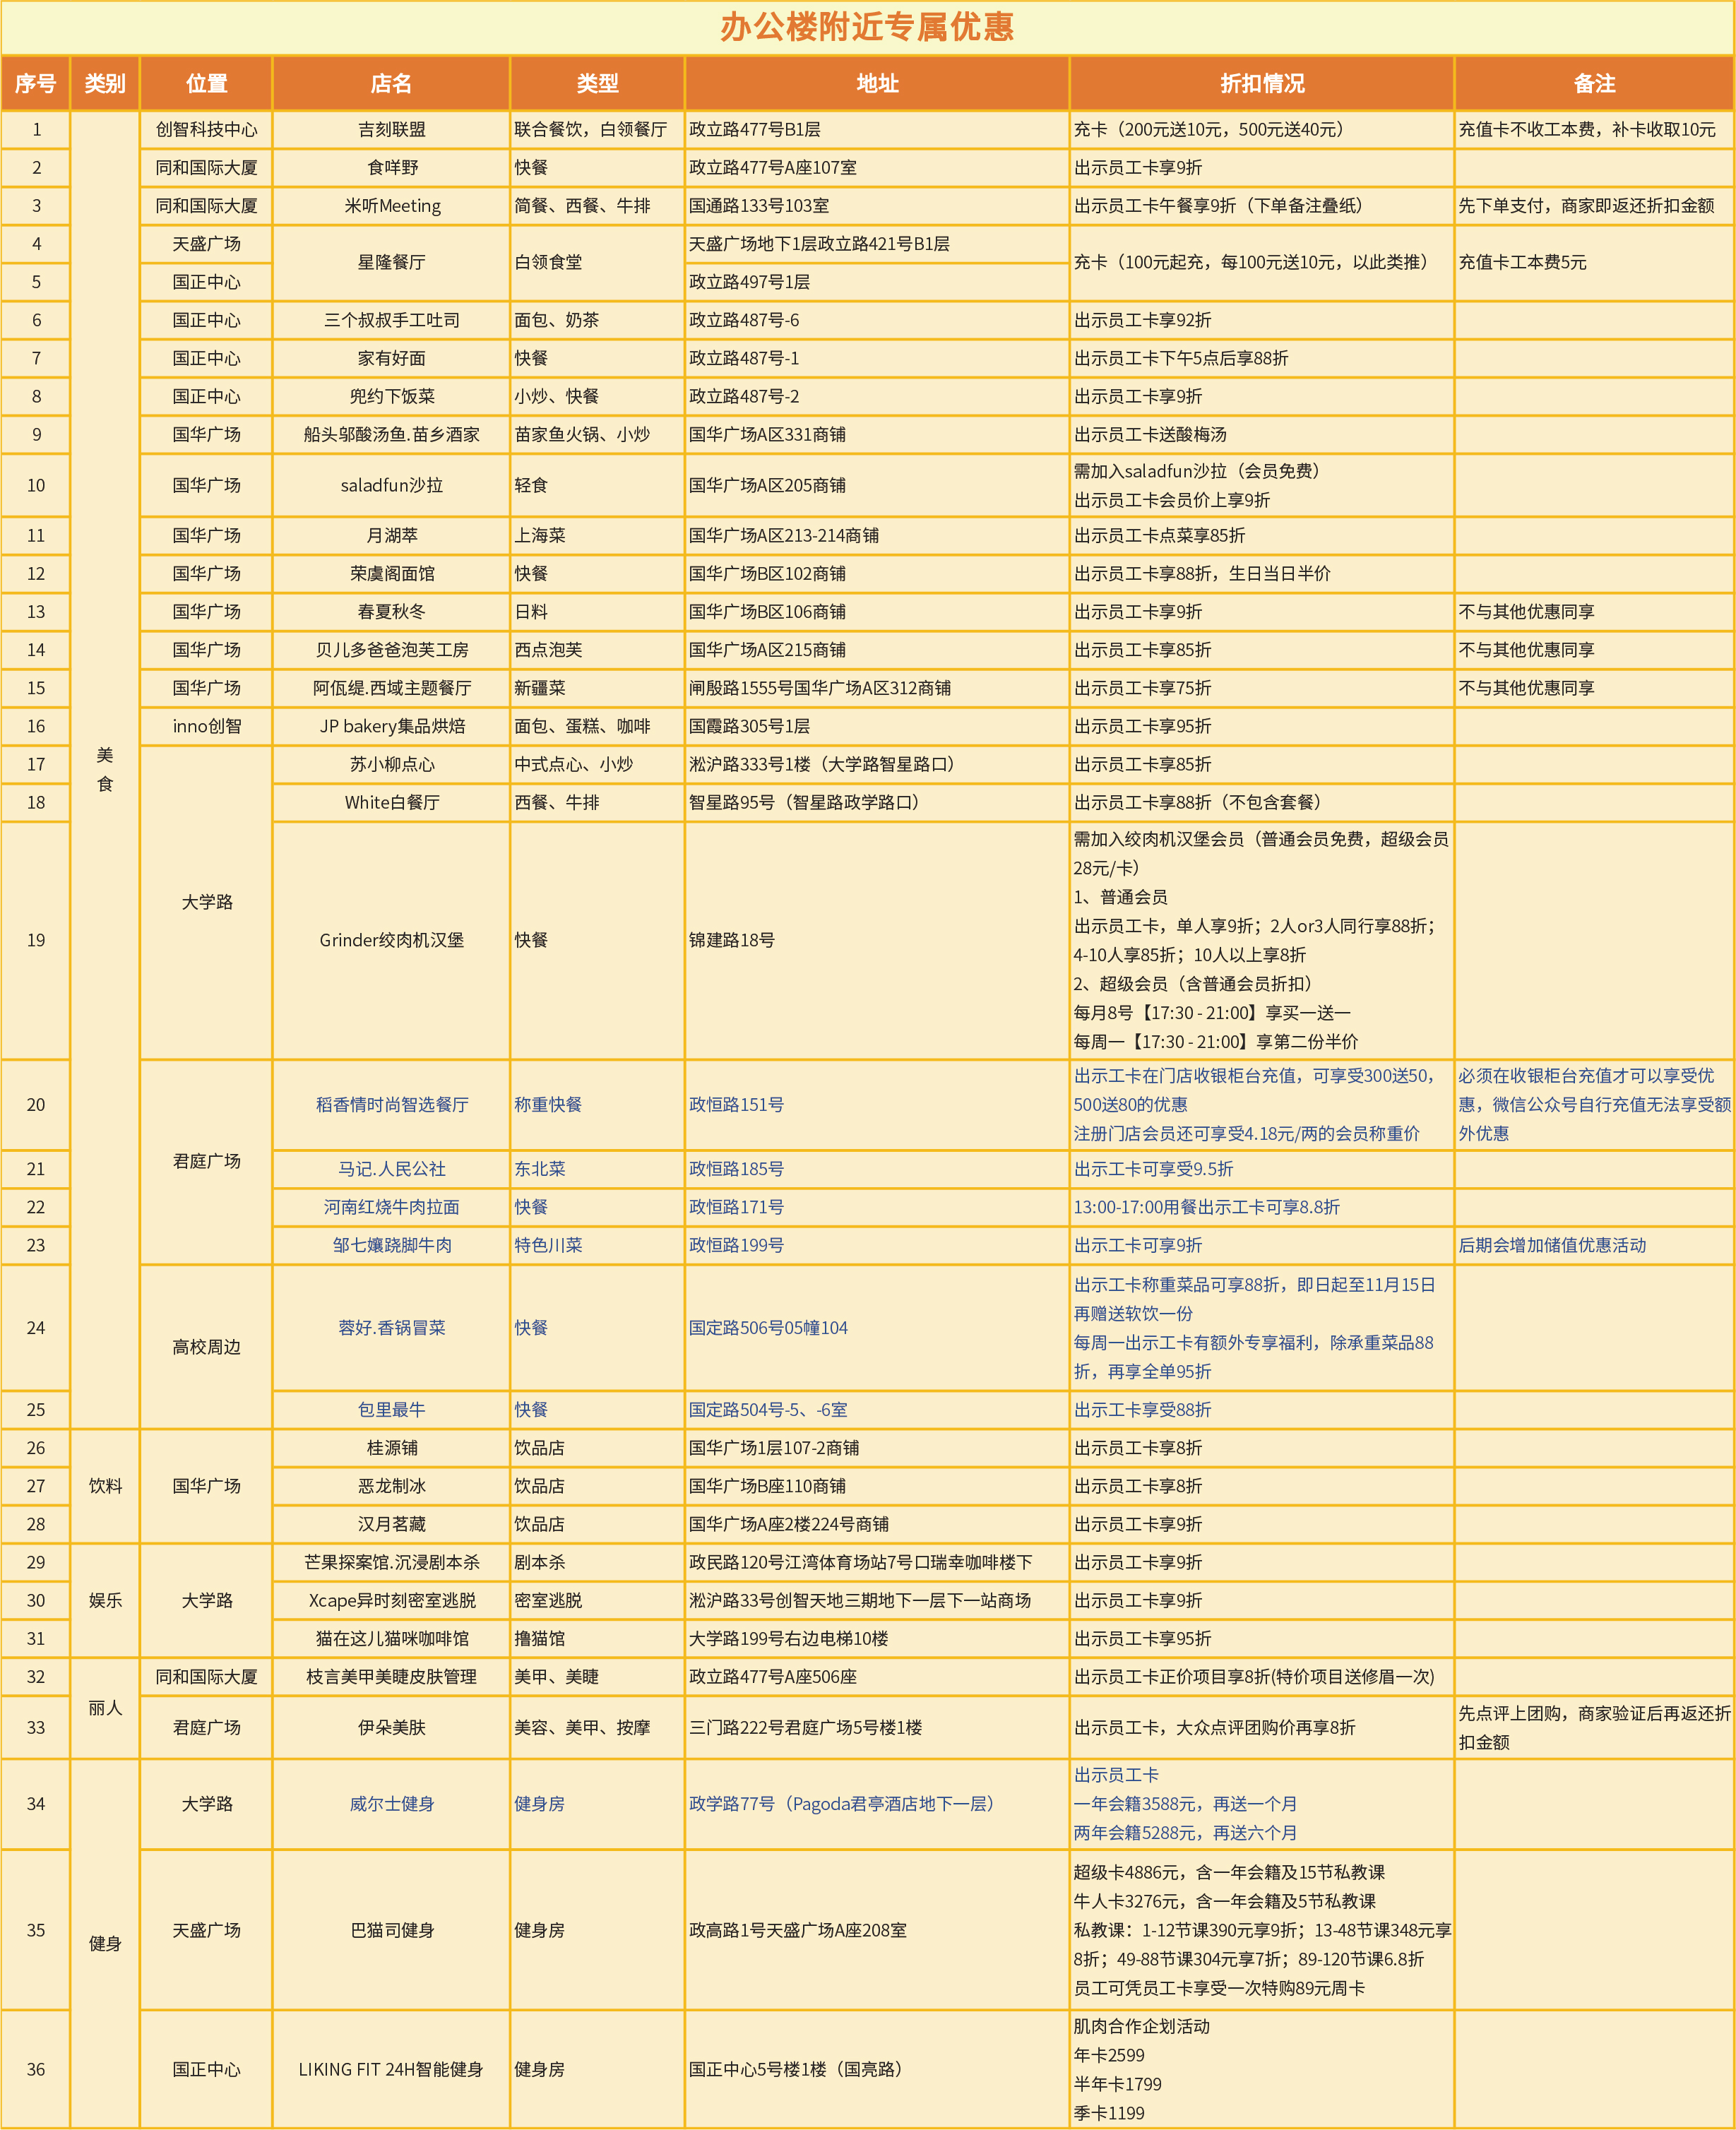 办公楼附近专属优惠
序号 类别 位置 店名 类型 地址 折扣情况 备注
1 创智科技中心 吉刻联盟 联合餐饮，白领餐厅 政立路477号B1层 充卡（200元送10元，500元送40元） 充值卡不收工本费，补卡收取10元
2 同和国际大厦 食咩野 快餐 政立路477号A座107室 出示员工卡享9折
3 同和国际大厦 米听Meeting 简餐、西餐、牛排 国通路133号103室 出示员工卡午餐享9折（下单备注叠纸） 先下单支付，商家即返还折扣金额
4 天盛广场 天盛广场地下1层政立路421号B1层
星隆餐厅 白领食堂 充卡（100元起充，每100元送10元，以此类推） 充值卡工本费5元
5 国正中心 政立路497号1层
6 国正中心 三个叔叔手工吐司 面包、奶茶 政立路487号-6 出示员工卡享92折
7 国正中心 家有好面 快餐 政立路487号-1 出示员工卡下午5点后享88折
8 国正中心 兜约下饭菜 小炒、快餐 政立路487号-2 出示员工卡享9折
9 国华广场 船头邬酸汤鱼.苗乡酒家 苗家鱼火锅、小炒 国华广场A区331商铺 出示员工卡送酸梅汤
10 国华广场 saladfun沙拉 轻食 国华广场A区205商铺 需加入saladfun沙拉（会员免费）
出示员工卡会员价上享9折
11 国华广场 月湖萃 上海菜 国华广场A区213-214商铺 出示员工卡点菜享85折
12 国华广场 荣虞阁面馆 快餐 国华广场B区102商铺 出示员工卡享88折，生日当日半价
13 国华广场 春夏秋冬 日料 国华广场B区106商铺 出示员工卡享9折 不与其他优惠同享
14 国华广场 贝儿多爸爸泡芙工房 西点泡芙 国华广场A区215商铺 出示员工卡享85折 不与其他优惠同享
15 国华广场 阿佤缇.西域主题餐厅 新疆菜 闸殷路1555号国华广场A区312商铺 出示员工卡享75折 不与其他优惠同享
16 inno创智 JP bakery集品烘焙 面包、蛋糕、咖啡 国霞路305号1层 出示员工卡享95折
美
食
17 苏小柳点心 中式点心、小炒 淞沪路333号1楼（大学路智星路口） 出示员工卡享85折
18 White白餐厅 西餐、牛排 智星路95号（智星路政学路口） 出示员工卡享88折（不包含套餐）
大学路
19 Grinder绞肉机汉堡 快餐 锦建路18号 需加入绞肉机汉堡会员（普通会员免费，超级会员
28元/卡）
1、普通会员
出示员工卡，单人享9折；2人or3人同行享88折；
4-10人享85折；10人以上享8折
2、超级会员（含普通会员折扣）
每月8号【17:30 - 21:00】享买一送一
每周一【17:30 - 21:00】享第二份半价
君庭广场
20 稻香情时尚智选餐厅 称重快餐 政恒路151号 出示工卡在门店收银柜台充值，可享受300送50，
500送80的优惠
注册门店会员还可享受4.18元/两的会员称重价
必须在收银柜台充值才可以享受优
惠，微信公众号自行充值无法享受额
外优惠
21 马记.人民公社 东北菜 政恒路185号 出示工卡可享受9.5折
22 河南红烧牛肉拉面 快餐 政恒路171号 13:00-17:00用餐出示工卡可享8.8折
23 邹七孃跷脚牛肉 特色川菜 政恒路199号 出示工卡可享9折 后期会增加储值优惠活动
高校周边
24 蓉好.香锅冒菜 快餐 国定路506号05幢104 出示工卡称重菜品可享88折，即日起至11月15日
再赠送软饮一份
每周一出示工卡有额外专享福利，除承重菜品88
折，再享全单95折
25 包里最牛 快餐 国定路504号-5、-6室 出示工卡享受88折
26 桂源铺 饮品店 国华广场1层107-2商铺 出示员工卡享8折
27 饮料 国华广场 恶龙制冰 饮品店 国华广场B座110商铺 出示员工卡享8折
28 汉月茗藏 饮品店 国华广场A座2楼224号商铺 出示员工卡享9折
29 芒果探案馆.沉浸剧本杀 剧本杀 政民路120号江湾体育场站7号口瑞幸咖啡楼下 出示员工卡享9折
30 娱乐 大学路 Xcape异时刻密室逃脱 密室逃脱 淞沪路33号创智天地三期地下一层下一站商场 出示员工卡享9折
31 猫在这儿猫咪咖啡馆 撸猫馆 大学路199号右边电梯10楼 出示员工卡享95折
32 同和国际大厦 枝言美甲美睫皮肤管理 美甲、美睫 政立路477号A座506座 出示员工卡正价项目享8折(特价项目送修眉一次)
丽人
33 君庭广场 伊朵美肤 美容、美甲、按摩 三门路222号君庭广场5号楼1楼 出示员工卡，大众点评团购价再享8折 先点评上团购，商家验证后再返还折
扣金额
34 大学路 威尔士健身 健身房 政学路77号（Pagoda君亭酒店地下一层） 出示员工卡
一年会籍3588元，再送一个月
两年会籍5288元，再送六个月
健身
35 天盛广场 巴猫司健身 健身房 政高路1号天盛广场A座208室 超级卡4886元，含一年会籍及15节私教课
牛人卡3276元，含一年会籍及5节私教课
私教课：1-12节课390元享9折；13-48节课348元享
8折；49-88节课304元享7折；89-120节课6.8折
员工可凭员工卡享受一次特购89元周卡
36 国正中心 LIKING FIT 24H智能健身 健身房 国正中心5号楼1楼（国亮路） 肌肉合作企划活动
年卡2599
半年卡1799
季卡1199